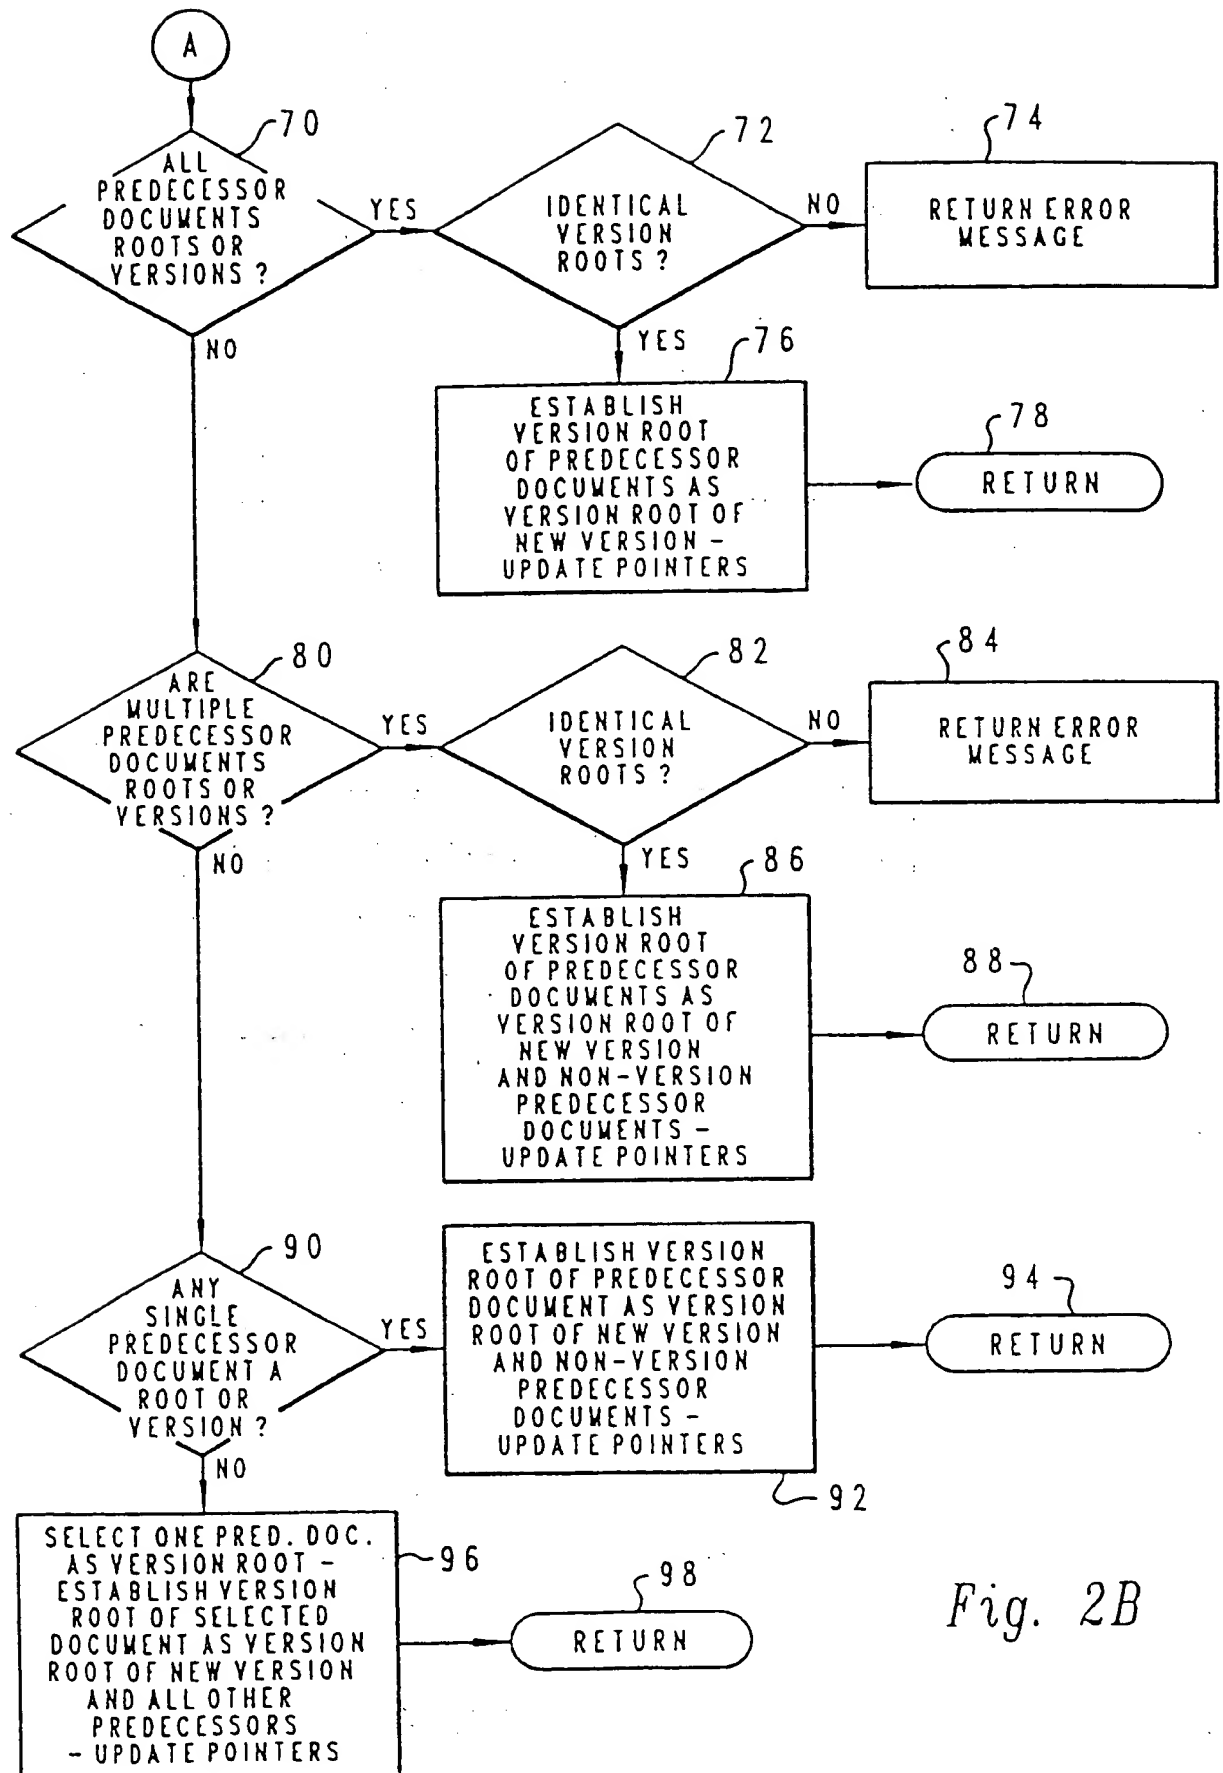 A
70
ALL
PREDECESSOR
DOCUMENTS
ROOTS OR
VERSIONS ?
YES
NO
72
IDENTICAL
VERSION
ROOTS ?
NO
YES
74
RETURN ERROR
MESSAGE
76
ESTABLISH
VERSION ROOT
OF PREDECESSOR
DOCUMENTS AS
VERSION ROOT OF
NEW VERSION –
UPDATE POINTERS
78
RETURN
80
ARE
MULTIPLE
PREDECESSOR
DOCUMENTS
ROOTS OR
VERSIONS ?
YES
NO
82
IDENTICAL
VERSION
ROOTS ?
NO
YES
84
RETURN ERROR
MESSAGE
86
ESTABLISH
VERSION ROOT
OF PREDECESSOR
DOCUMENTS AS
VERSION ROOT OF
NEW VERSION
AND NON-VERSION
PREDECESSOR
DOCUMENTS –
UPDATE POINTERS
88
RETURN
90
ANY
SINGLE
PREDECESSOR
DOCUMENT A
ROOT OR
VERSION ?
YES
NO
ESTABLISH VERSION
ROOT OF PREDECESSOR
DOCUMENT AS VERSION
ROOT OF NEW VERSION
AND NON-VERSION
PREDECESSOR
DOCUMENTS –
UPDATE POINTERS
92
94
RETURN
SELECT ONE PRED. DOC.
AS VERSION ROOT –
ESTABLISH VERSION
ROOT OF SELECTED
DOCUMENT AS VERSION
ROOT OF NEW VERSION
AND ALL OTHER
PREDECESSORS
– UPDATE POINTERS
96
98
RETURN
Fig. 2B